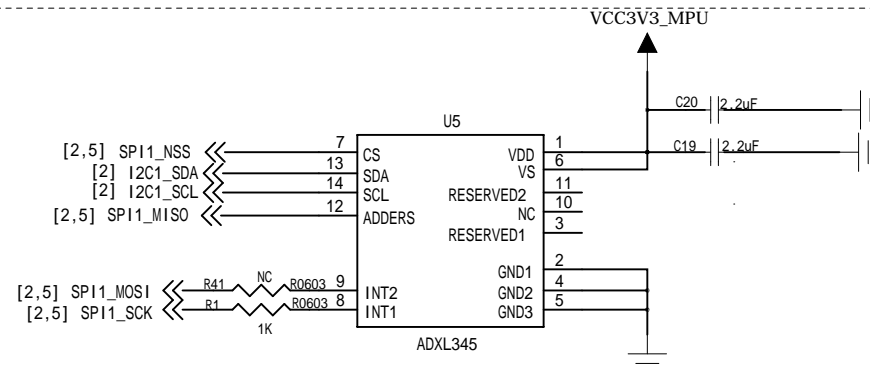 VCC3V3_MPU
C20 2.2uF
U5
[2,5] SPI1_NSS 7 CS VDD 1 C19 2.2uF
[2] I2C1_SDA 13 SDA VS 6
[2] I2C1_SCL 14 SCL RESERVED2 11
[2,5] SPI1_MISO 12 ADDERS NC 10
RESERVED1 3
GND1 2
[2,5] SPI1_MOSI R41 NC R0603 9 INT2 GND2 4
[2,5] SPI1_SCK R1 R0603 8 INT1 GND3 5
1K
ADXL345